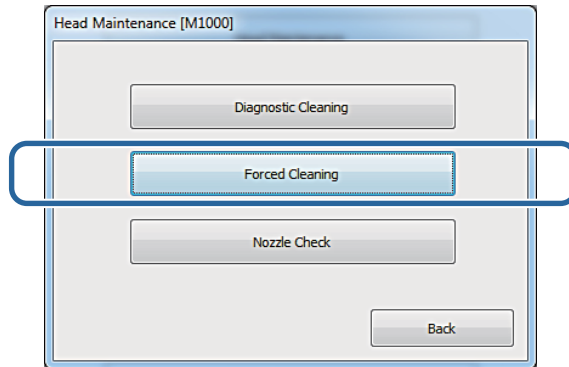 Head Maintenance [M1000]
Diagnostic Cleaning
Forced Cleaning
Nozzle Check
Back